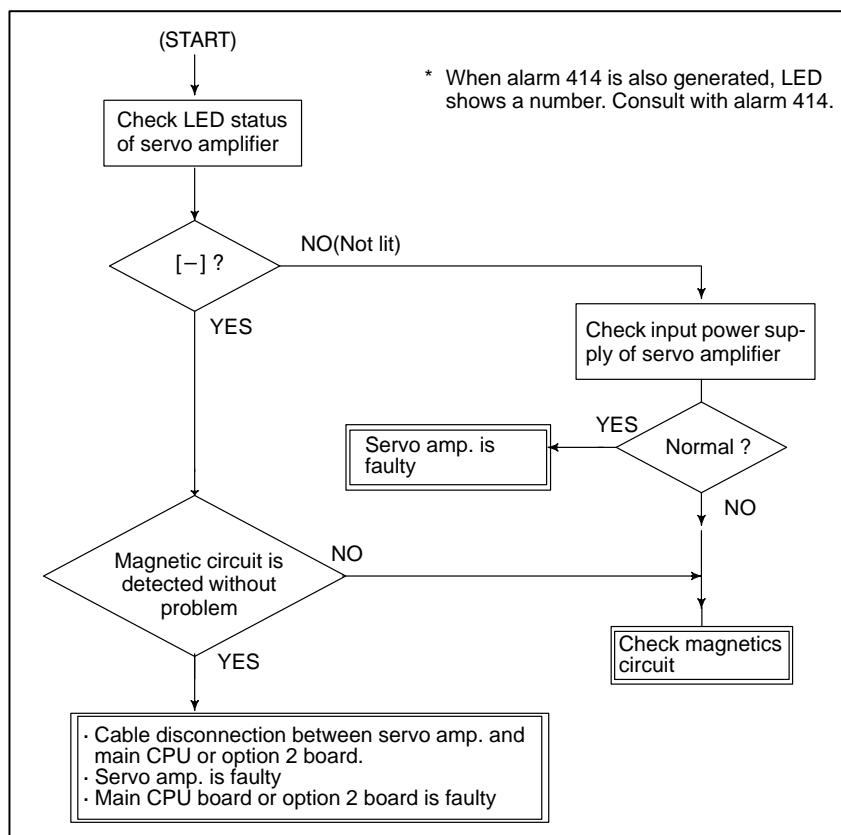 (START)
* When alarm 414 is also generated, LED
shows a number. Consult with alarm 414.
Check LED status
of servo amplifier
[−] ?
NO(Not lit)
YES
Check input power sup-
ply of servo amplifier
YES
Normal ?
Servo amp. is
faulty
NO
Magnetic circuit is
detected without
problem
NO
YES
Check magnetics
circuit
· Cable disconnection between servo amp. and
main CPU or option 2 board.
· Servo amp. is faulty
· Main CPU board or option 2 board is faulty